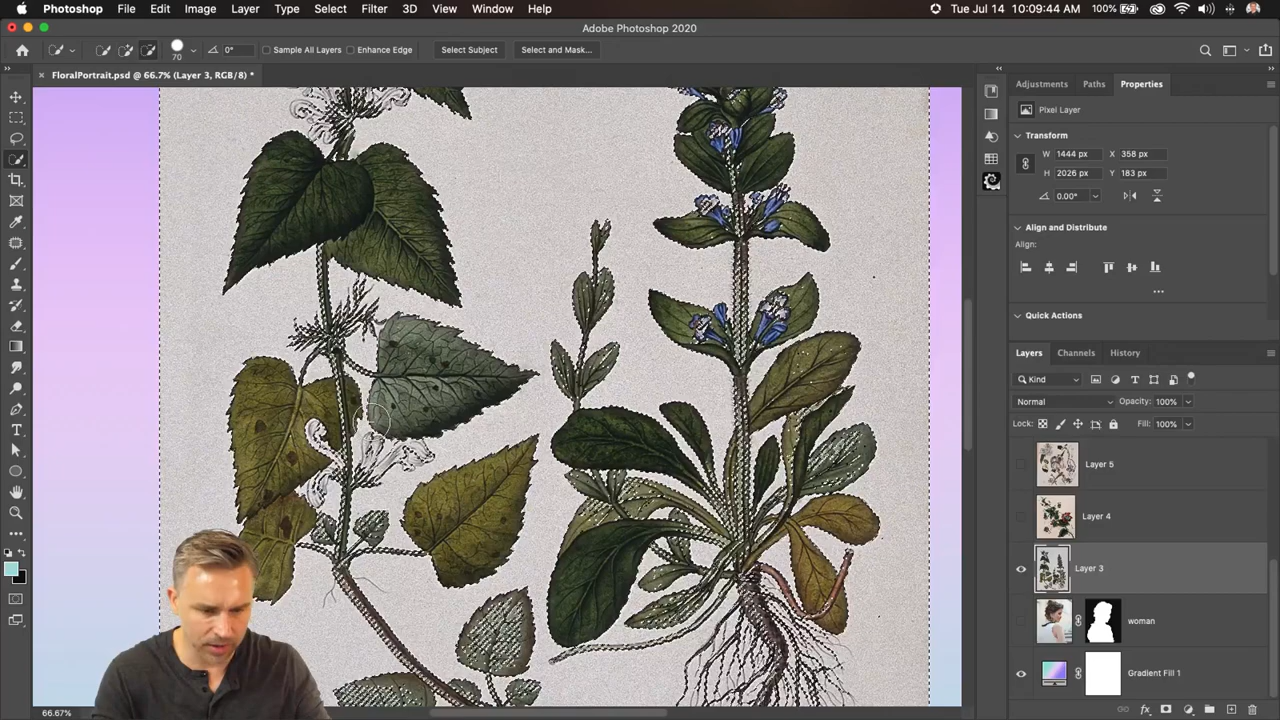 Photoshop File Edit Image Layer Type Select Filter 3D View Window Help 100% Tue Jul 14 10:09:44 AM
Adobe Photoshop 2020
70 0° Sample All Layers Enhance Edge Select Subject Select and Mask...
× FloralPortrait.psd @ 66.7% (Layer 3, RGB/8) *
Adjustments Paths Properties
Pixel Layer
Transform
W 1444 px X 358 px
H 2026 px Y 183 px
0.00°
Align and Distribute
Align:
Quick Actions
Layers Channels History
Kind
Normal Opacity: 100%
Lock: Fill: 100%
Layer 5
Layer 4
Layer 3
woman
Gradient Fill 1
66.67%